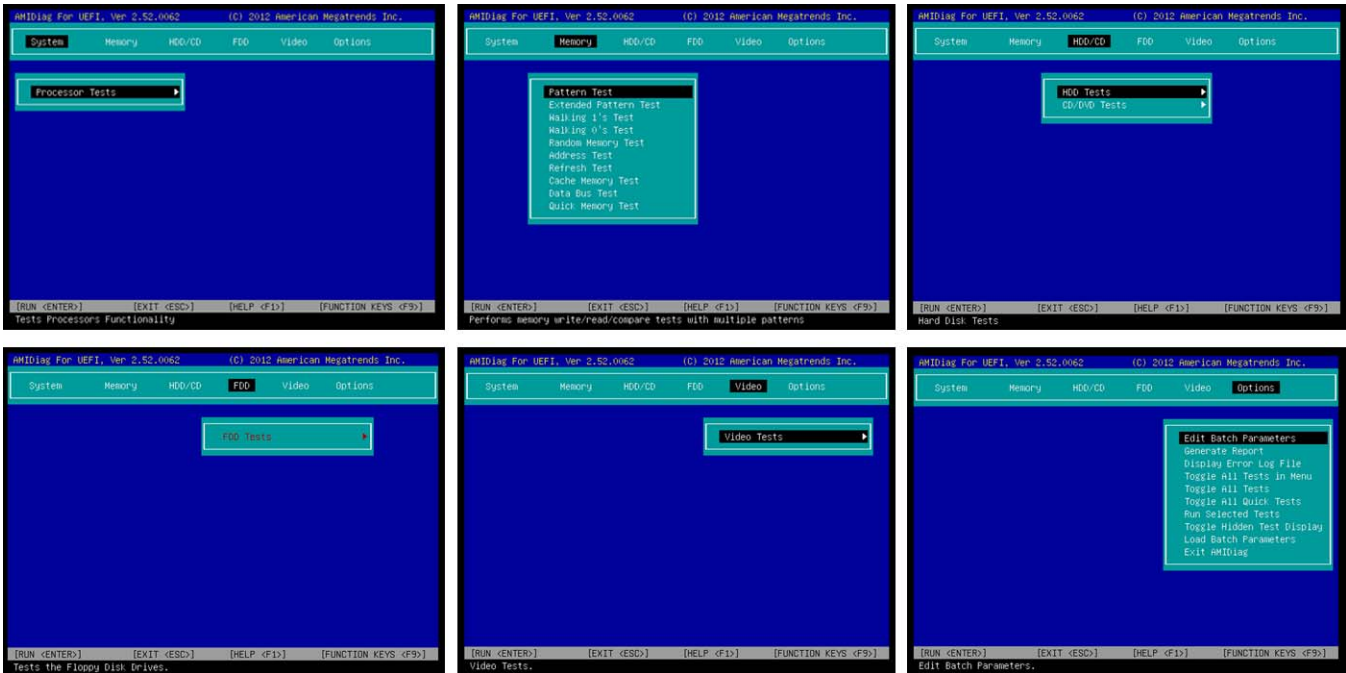 AMIDiag For UEFI, Ver 2.52.0062 (C) 2012 American Megatrends Inc.
System Memory HDD/CD FDD Video Options
Processor Tests
[RUN <ENTER>] [EXIT <ESC>] [HELP <F1>] [FUNCTION KEYS <F9>]
Tests Processors Functionality
AMIDiag For UEFI, Ver 2.52.0062 (C) 2012 American Megatrends Inc.
System Memory HDD/CD FDD Video Options
Pattern Test
Extended Pattern Test
Walking 1's Test
Walking 0's Test
Random Memory Test
Address Test
Refresh Test
Cache Memory Test
Data Bus Test
Quick Memory Test
[RUN <ENTER>] [EXIT <ESC>] [HELP <F1>] [FUNCTION KEYS <F9>]
Performs memory write/read/compare tests with multiple patterns
AMIDiag For UEFI, Ver 2.52.0062 (C) 2012 American Megatrends Inc.
System Memory HDD/CD FDD Video Options
HDD Tests
CD/DVD Tests
[RUN <ENTER>] [EXIT <ESC>] [HELP <F1>] [FUNCTION KEYS <F9>]
Hard Disk Tests
AMIDiag For UEFI, Ver 2.52.0062 (C) 2012 American Megatrends Inc.
System Memory HDD/CD FDD Video Options
FDD Tests
[RUN <ENTER>] [EXIT <ESC>] [HELP <F1>] [FUNCTION KEYS <F9>]
Tests the Floppy Disk Drives.
AMIDiag For UEFI, Ver 2.52.0062 (C) 2012 American Megatrends Inc.
System Memory HDD/CD FDD Video Options
Video Tests
[RUN <ENTER>] [EXIT <ESC>] [HELP <F1>] [FUNCTION KEYS <F9>]
Video Tests.
AMIDiag For UEFI, Ver 2.52.0062 (C) 2012 American Megatrends Inc.
System Memory HDD/CD FDD Video Options
Edit Batch Parameters
Generate Report
Display Error Log File
Toggle All Tests in Menu
Toggle All Tests
Toggle All Quick Tests
Run Selected Tests
Toggle Hidden Test Display
Load Batch Parameters
Exit AMIDiag
[RUN <ENTER>] [EXIT <ESC>] [HELP <F1>] [FUNCTION KEYS <F9>]
Edit Batch Parameters.